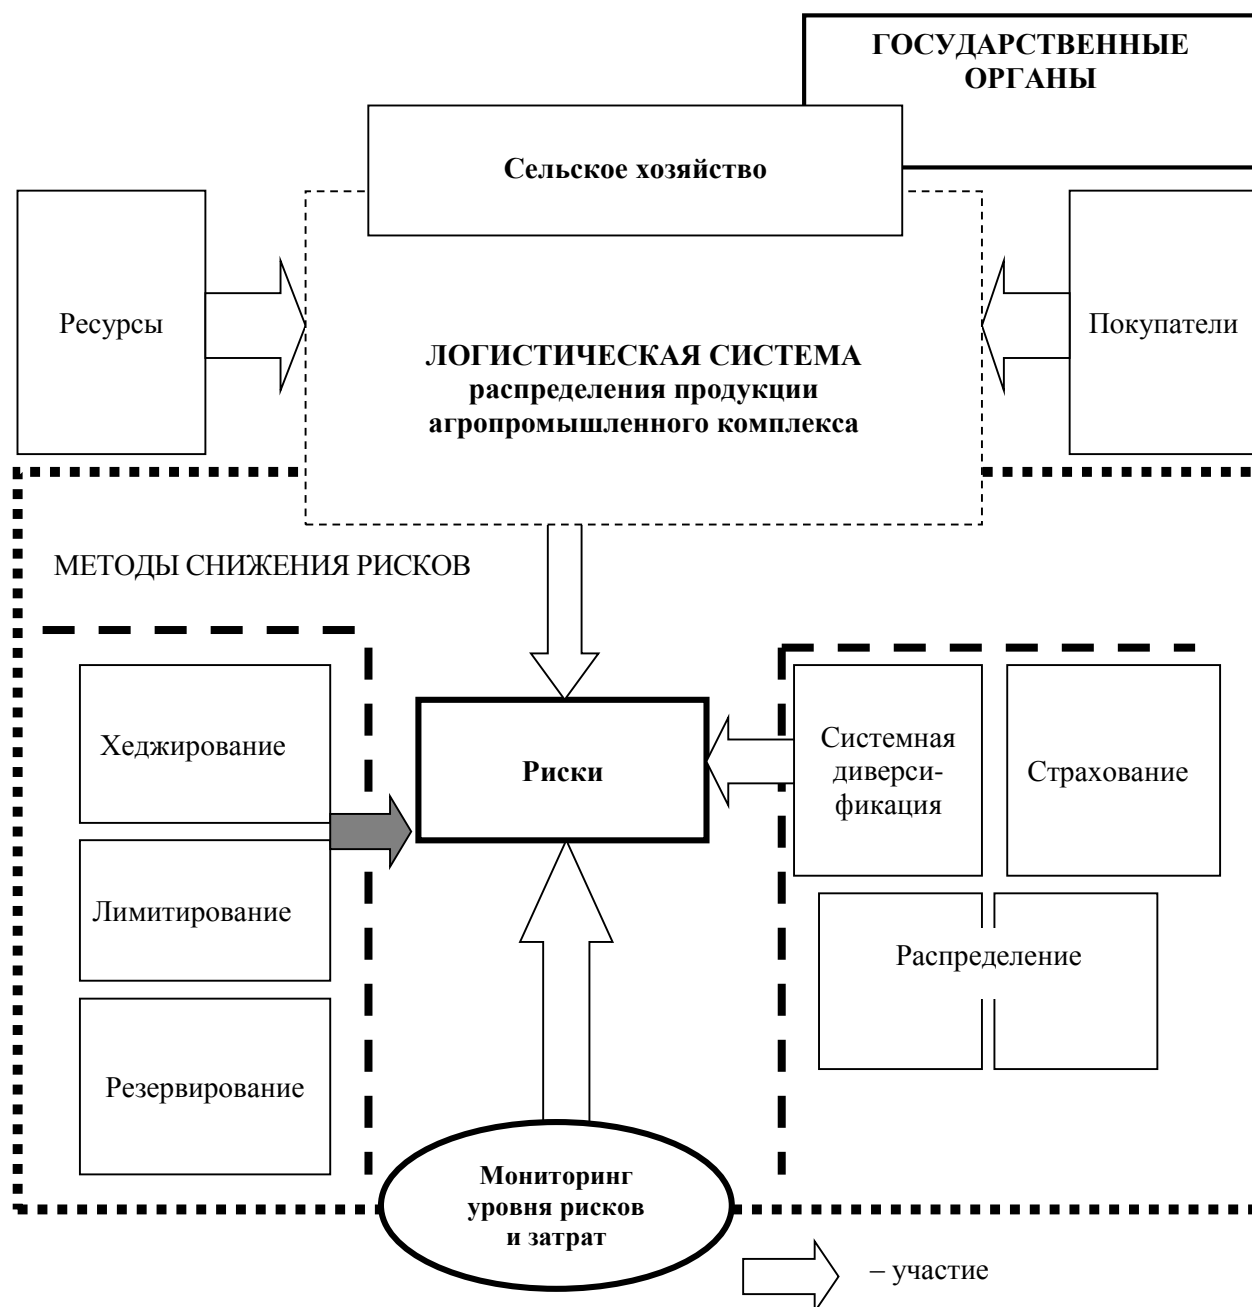 ГОСУДАРСТВЕННЫЕ
ОРГАНЫ
Сельское хозяйство
Ресурсы
Покупатели
ЛОГИСТИЧЕСКАЯ СИСТЕМА
распределения продукции
агропромышленного комплекса
МЕТОДЫ СНИЖЕНИЯ РИСКОВ
Хеджирование
Лимитирование
Резервирование
Риски
Системная
диверси-
фикация
Страхование
Распределение
Мониторинг
уровня рисков
и затрат
– участие